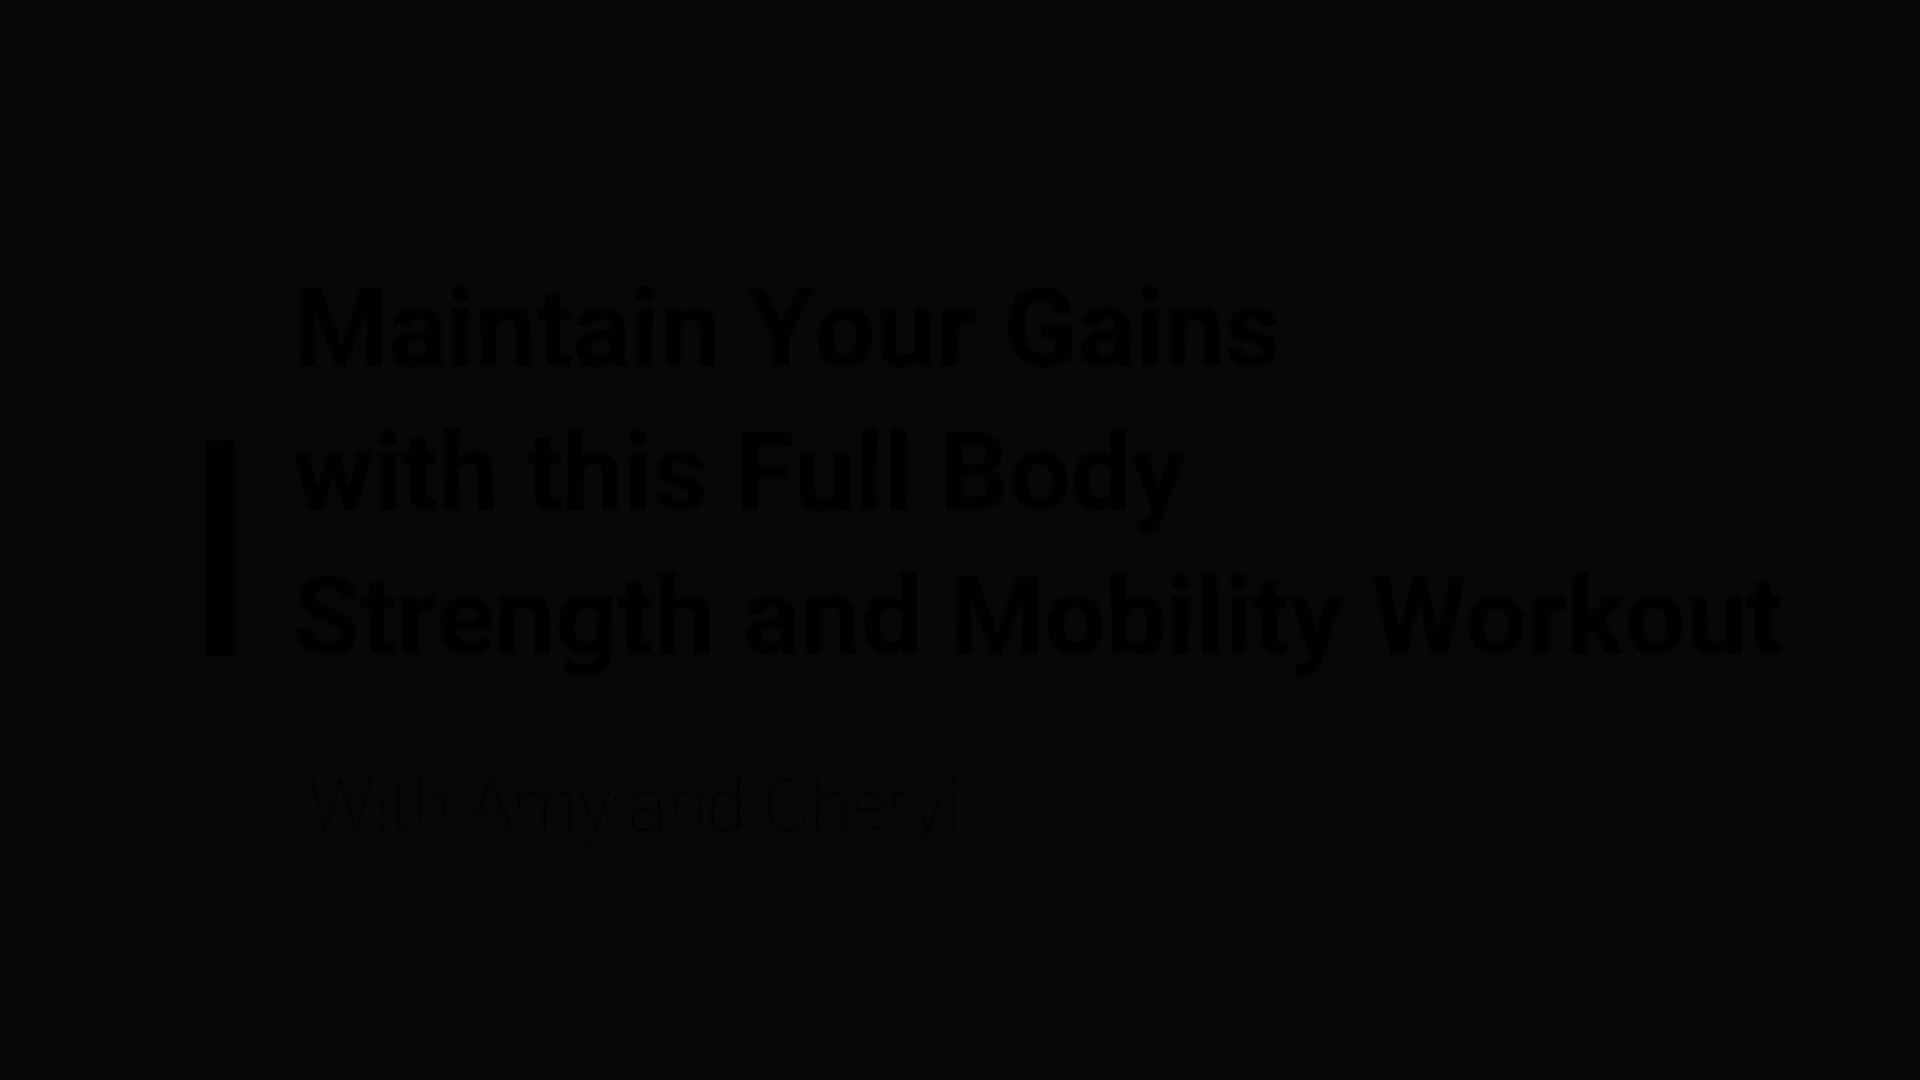 Maintain Your Gains
with this Full Body
Strength and Mobility Workout
With Amy and Cheryl